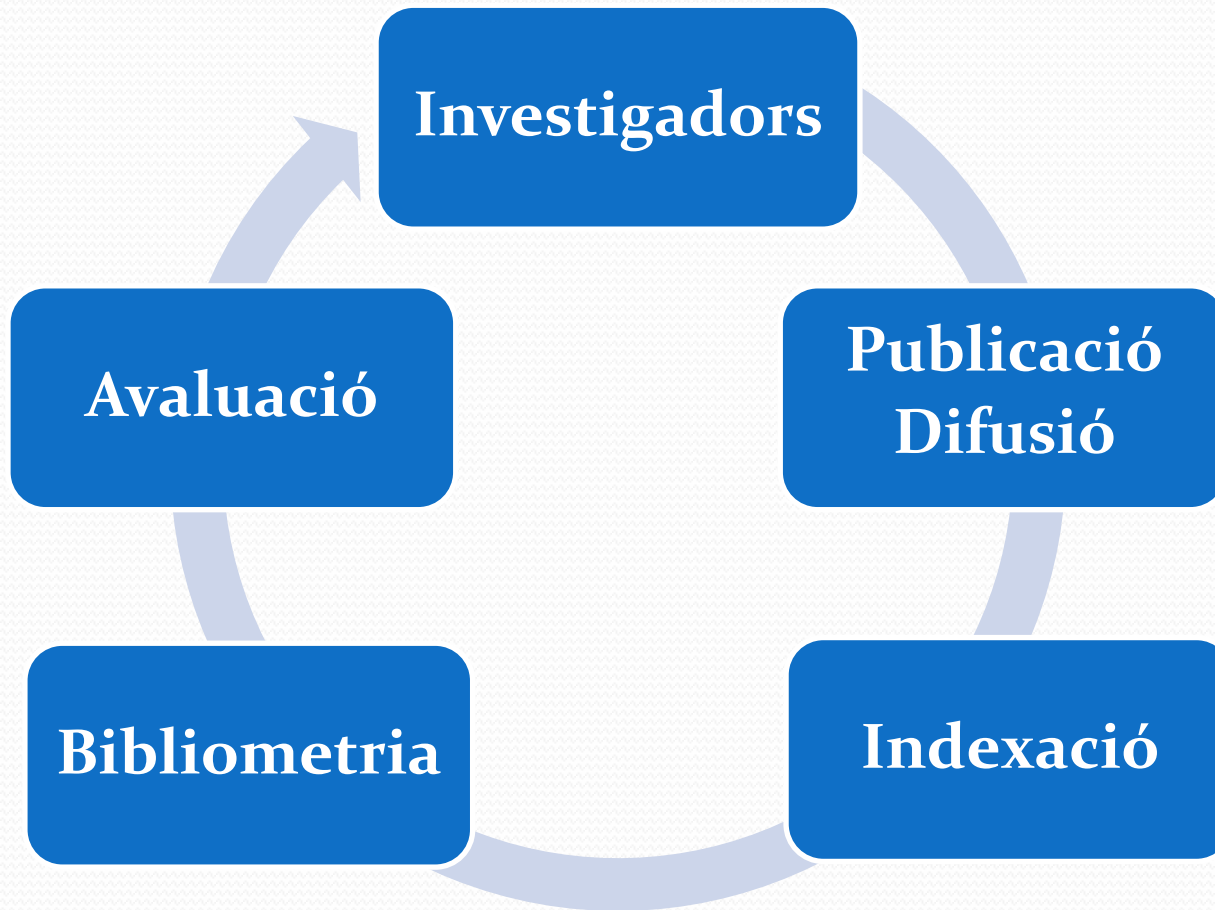 Investigadors
Publicació
Difusió
Indexació
Bibliometria
Avaluació